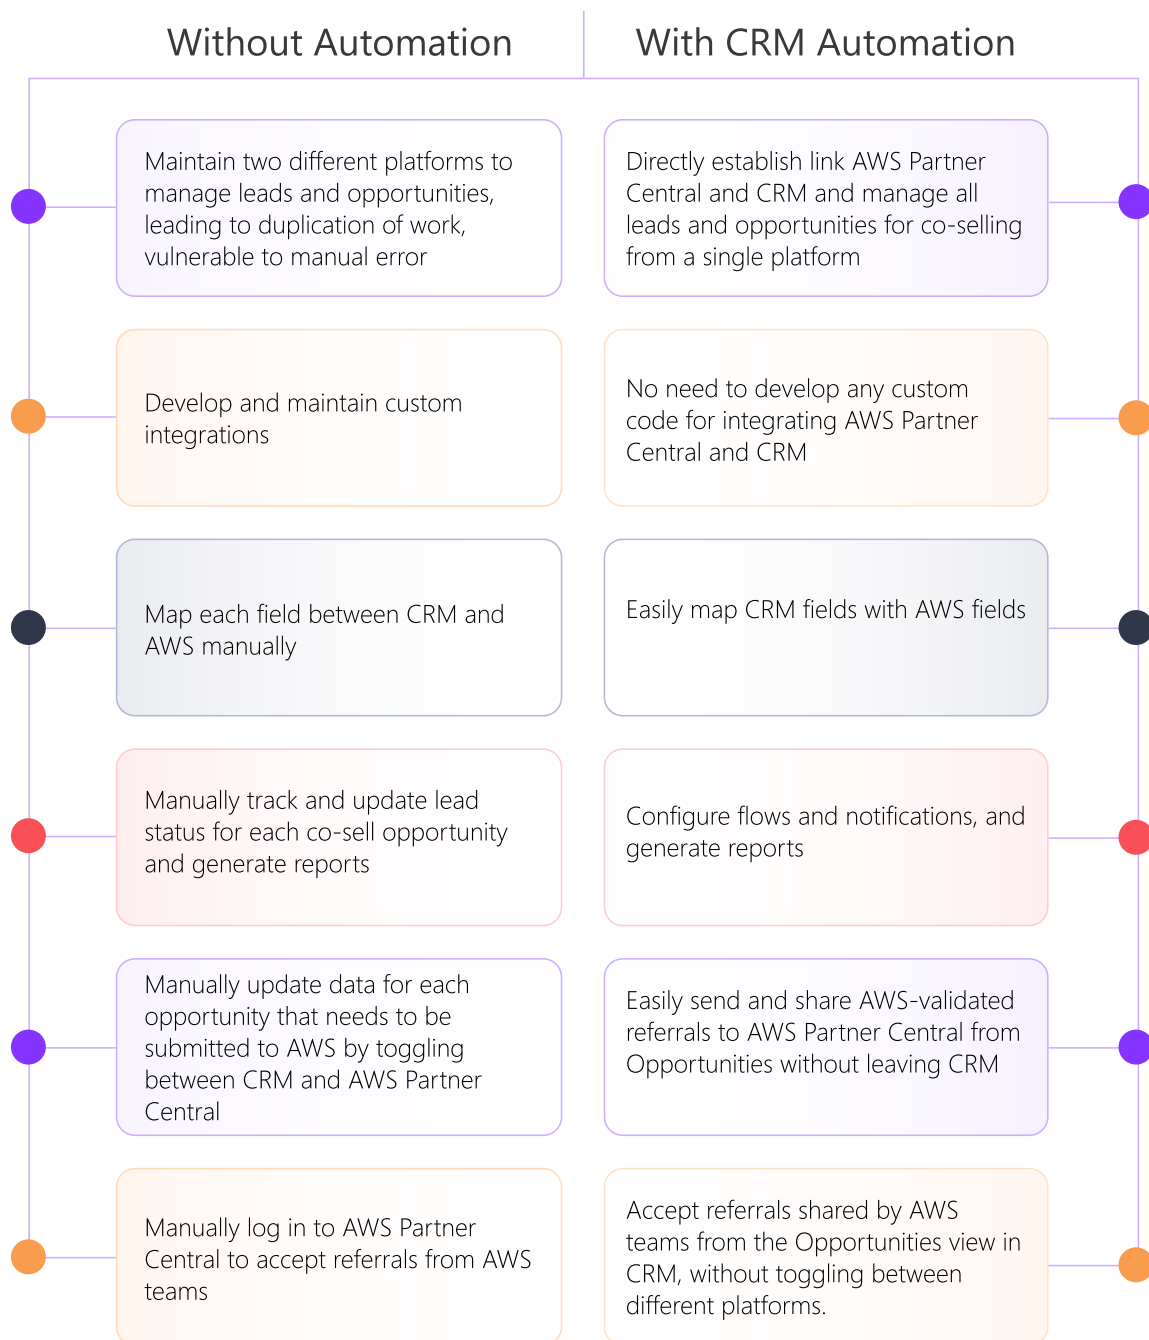 Without Automation
With CRM Automation
Maintain two different platforms to
manage leads and opportunities,
leading to duplication of work,
vulnerable to manual error
Directly establish link AWS Partner
Central and CRM and manage all
leads and opportunities for co-selling
from a single platform
Develop and maintain custom
integrations
No need to develop any custom
code for integrating AWS Partner
Central and CRM
Map each field between CRM and
AWS manually
Easily map CRM fields with AWS fields
Manually track and update lead
status for each co-sell opportunity
and generate reports
Configure flows and notifications, and
generate reports
Manually update data for each
opportunity that needs to be
submitted to AWS by toggling
between CRM and AWS Partner
Central
Easily send and share AWS-validated
referrals to AWS Partner Central from
Opportunities without leaving CRM
Manually log in to AWS Partner
Central to accept referrals from AWS
teams
Accept referrals shared by AWS
teams from the Opportunities view in
CRM, without toggling between
different platforms.